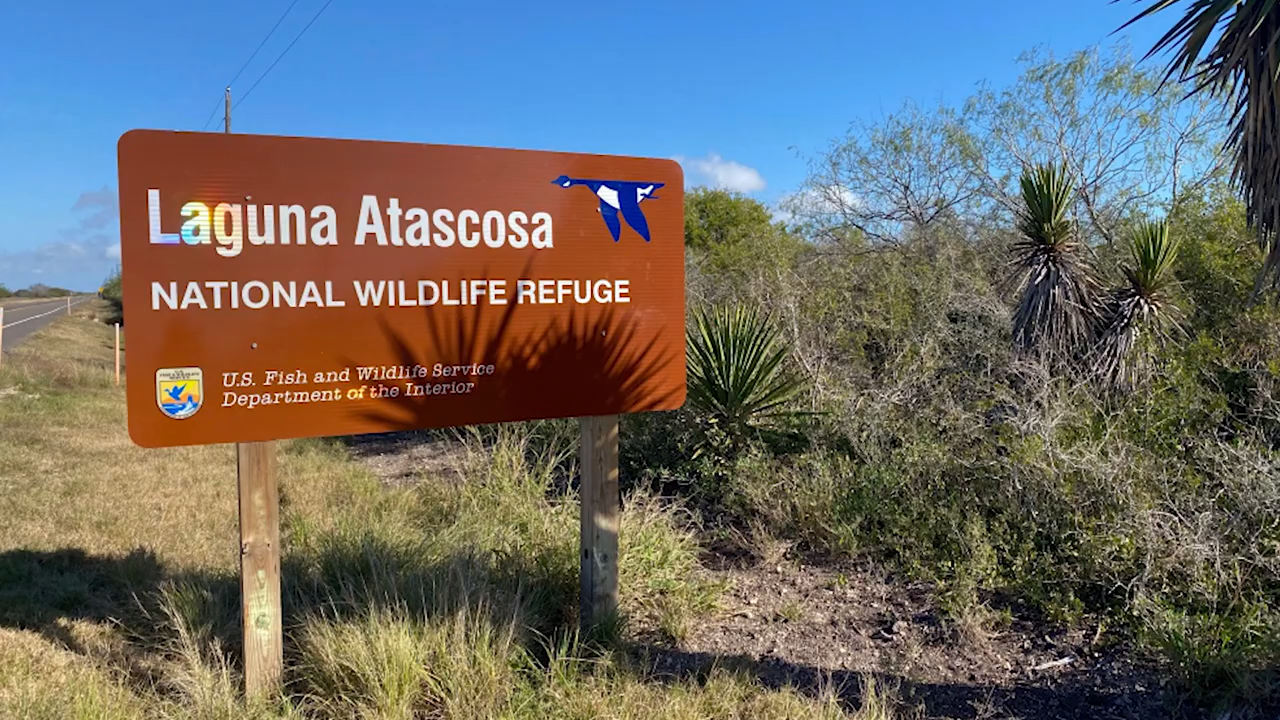 Laguna Atascosa
NATIONAL WILDLIFE REFUGE
U.S. Fish and Wildlife Service
Department of the Interior